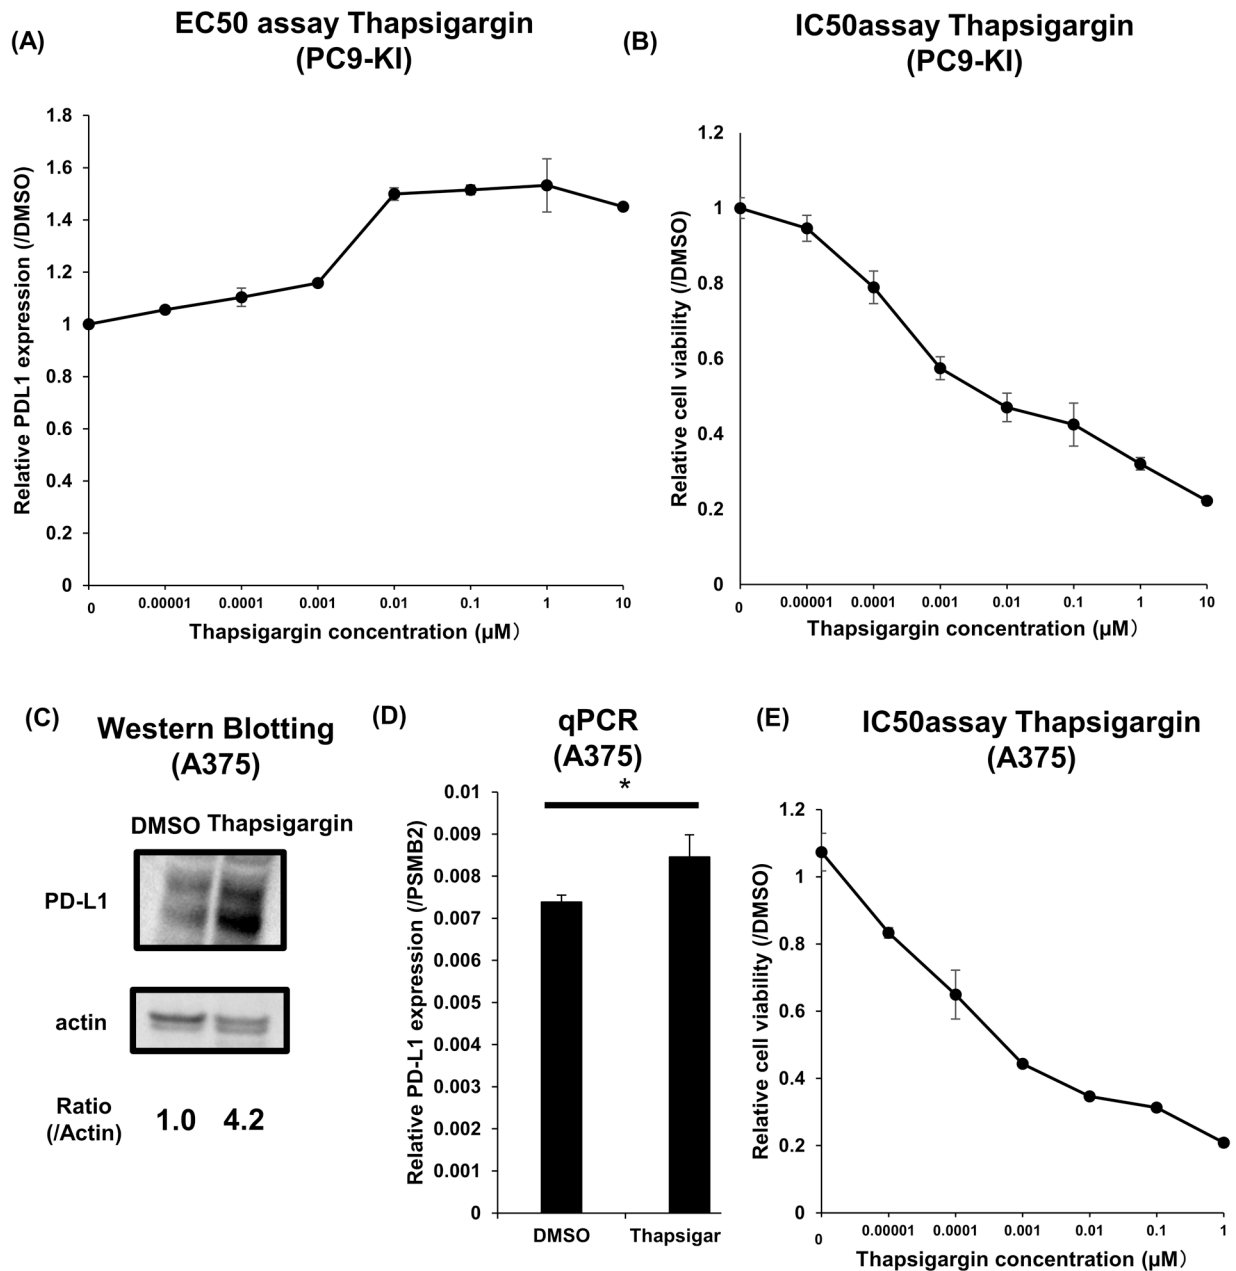 (A)
EC50 assay Thapsigargin
(PC9-KI)
Relative PDL1 expression (/DMSO)
1.8
1.6
1.4
1.2
1
0.8
0.6
0.4
0.2
0
0 0.00001 0.0001 0.001 0.01 0.1 1 10
Thapsigargin concentration (μM)
(B)
IC50assay Thapsigargin
(PC9-KI)
Relative cell viability (/DMSO)
1.2
1
0.8
0.6
0.4
0.2
0
0 0.00001 0.0001 0.001 0.01 0.1 1 10
Thapsigargin concentration (μM)
(C)
Western Blotting
(A375)
DMSO Thapsigargin
PD-L1
actin
Ratio
(/Actin)
1.0 4.2
(D)
qPCR
(A375)
*
Relative PD-L1 expression (/PSMB2)
0.01
0.009
0.008
0.007
0.006
0.005
0.004
0.003
0.002
0.001
0
DMSO Thapsigar
(E)
IC50assay Thapsigargin
(A375)
Relative cell viability (/DMSO)
1.2
1
0.8
0.6
0.4
0.2
0
0 0.00001 0.0001 0.001 0.01 0.1 1
Thapsigargin concentration (μM)